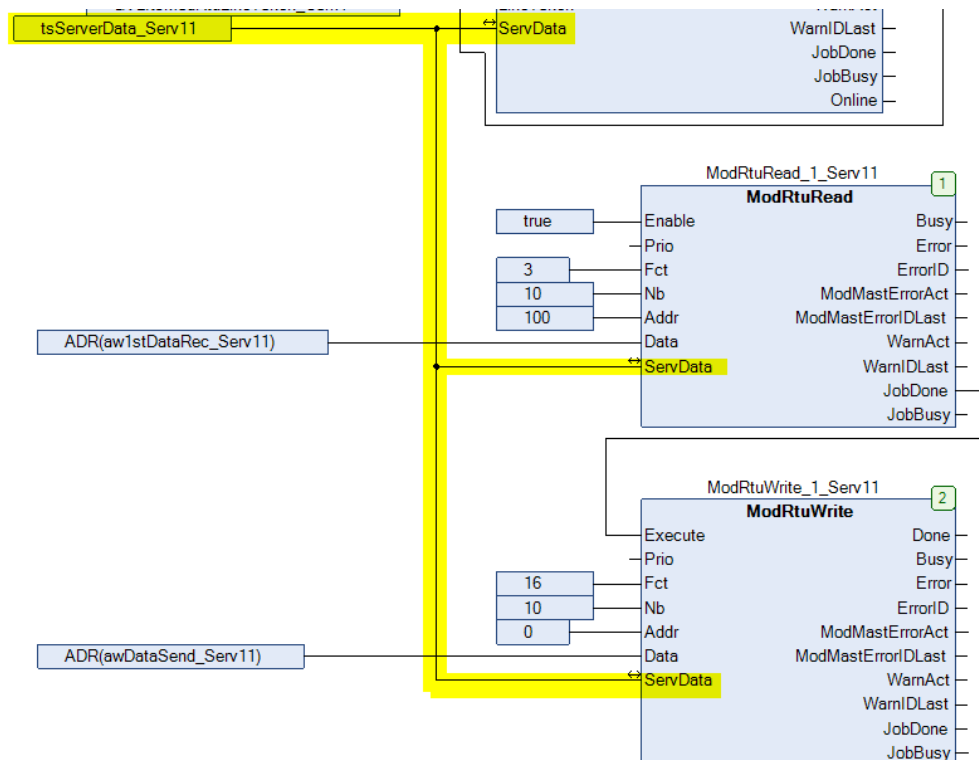 tsServerData_Serv11
ServData
WarnIDLast
JobDone
JobBusy
Online
ModRtuRead_1_Serv11
1
ModRtuRead
true
Enable
Busy
Prio
Error
3
Fct
ErrorID
10
Nb
ModMastErrorAct
100
Addr
ModMastErrorIDLast
ADR(aw1stDataRec_Serv11)
Data
WarnAct
ServData
WarnIDLast
JobDone
JobBusy
ModRtuWrite_1_Serv11
2
ModRtuWrite
Execute
Done
Prio
Busy
16
Fct
Error
10
Nb
ErrorID
0
Addr
ModMastErrorAct
ADR(awDataSend_Serv11)
Data
ModMastErrorIDLast
ServData
WarnAct
WarnIDLast
JobDone
JobBusy